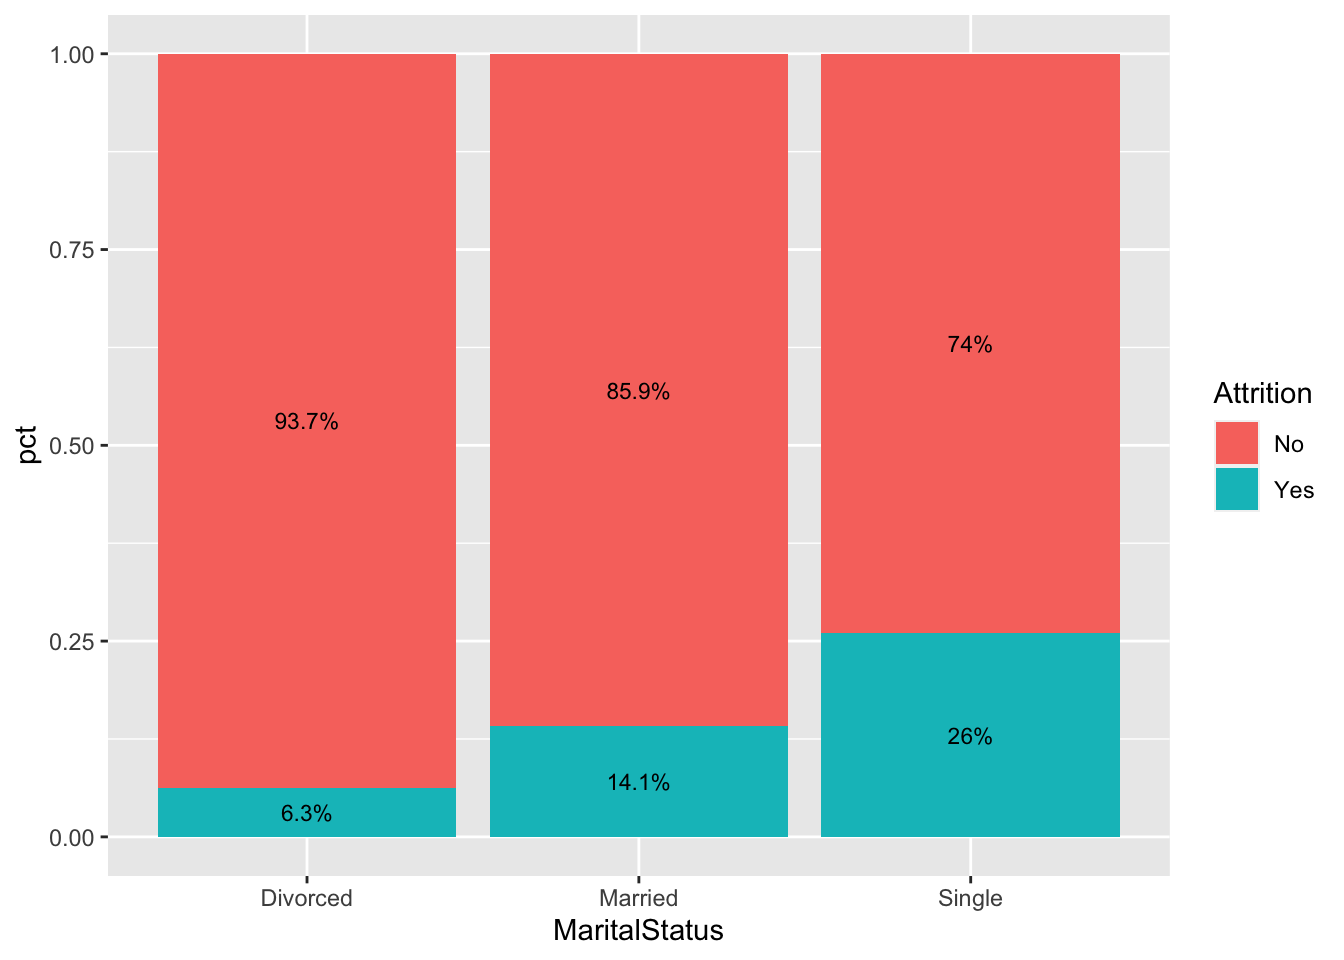 1.00
0.75
0.50
0.25
0.00
pct
93.7%
85.9%
74%
6.3%
14.1%
26%
Divorced
Married
Single
MaritalStatus
Attrition
No
Yes